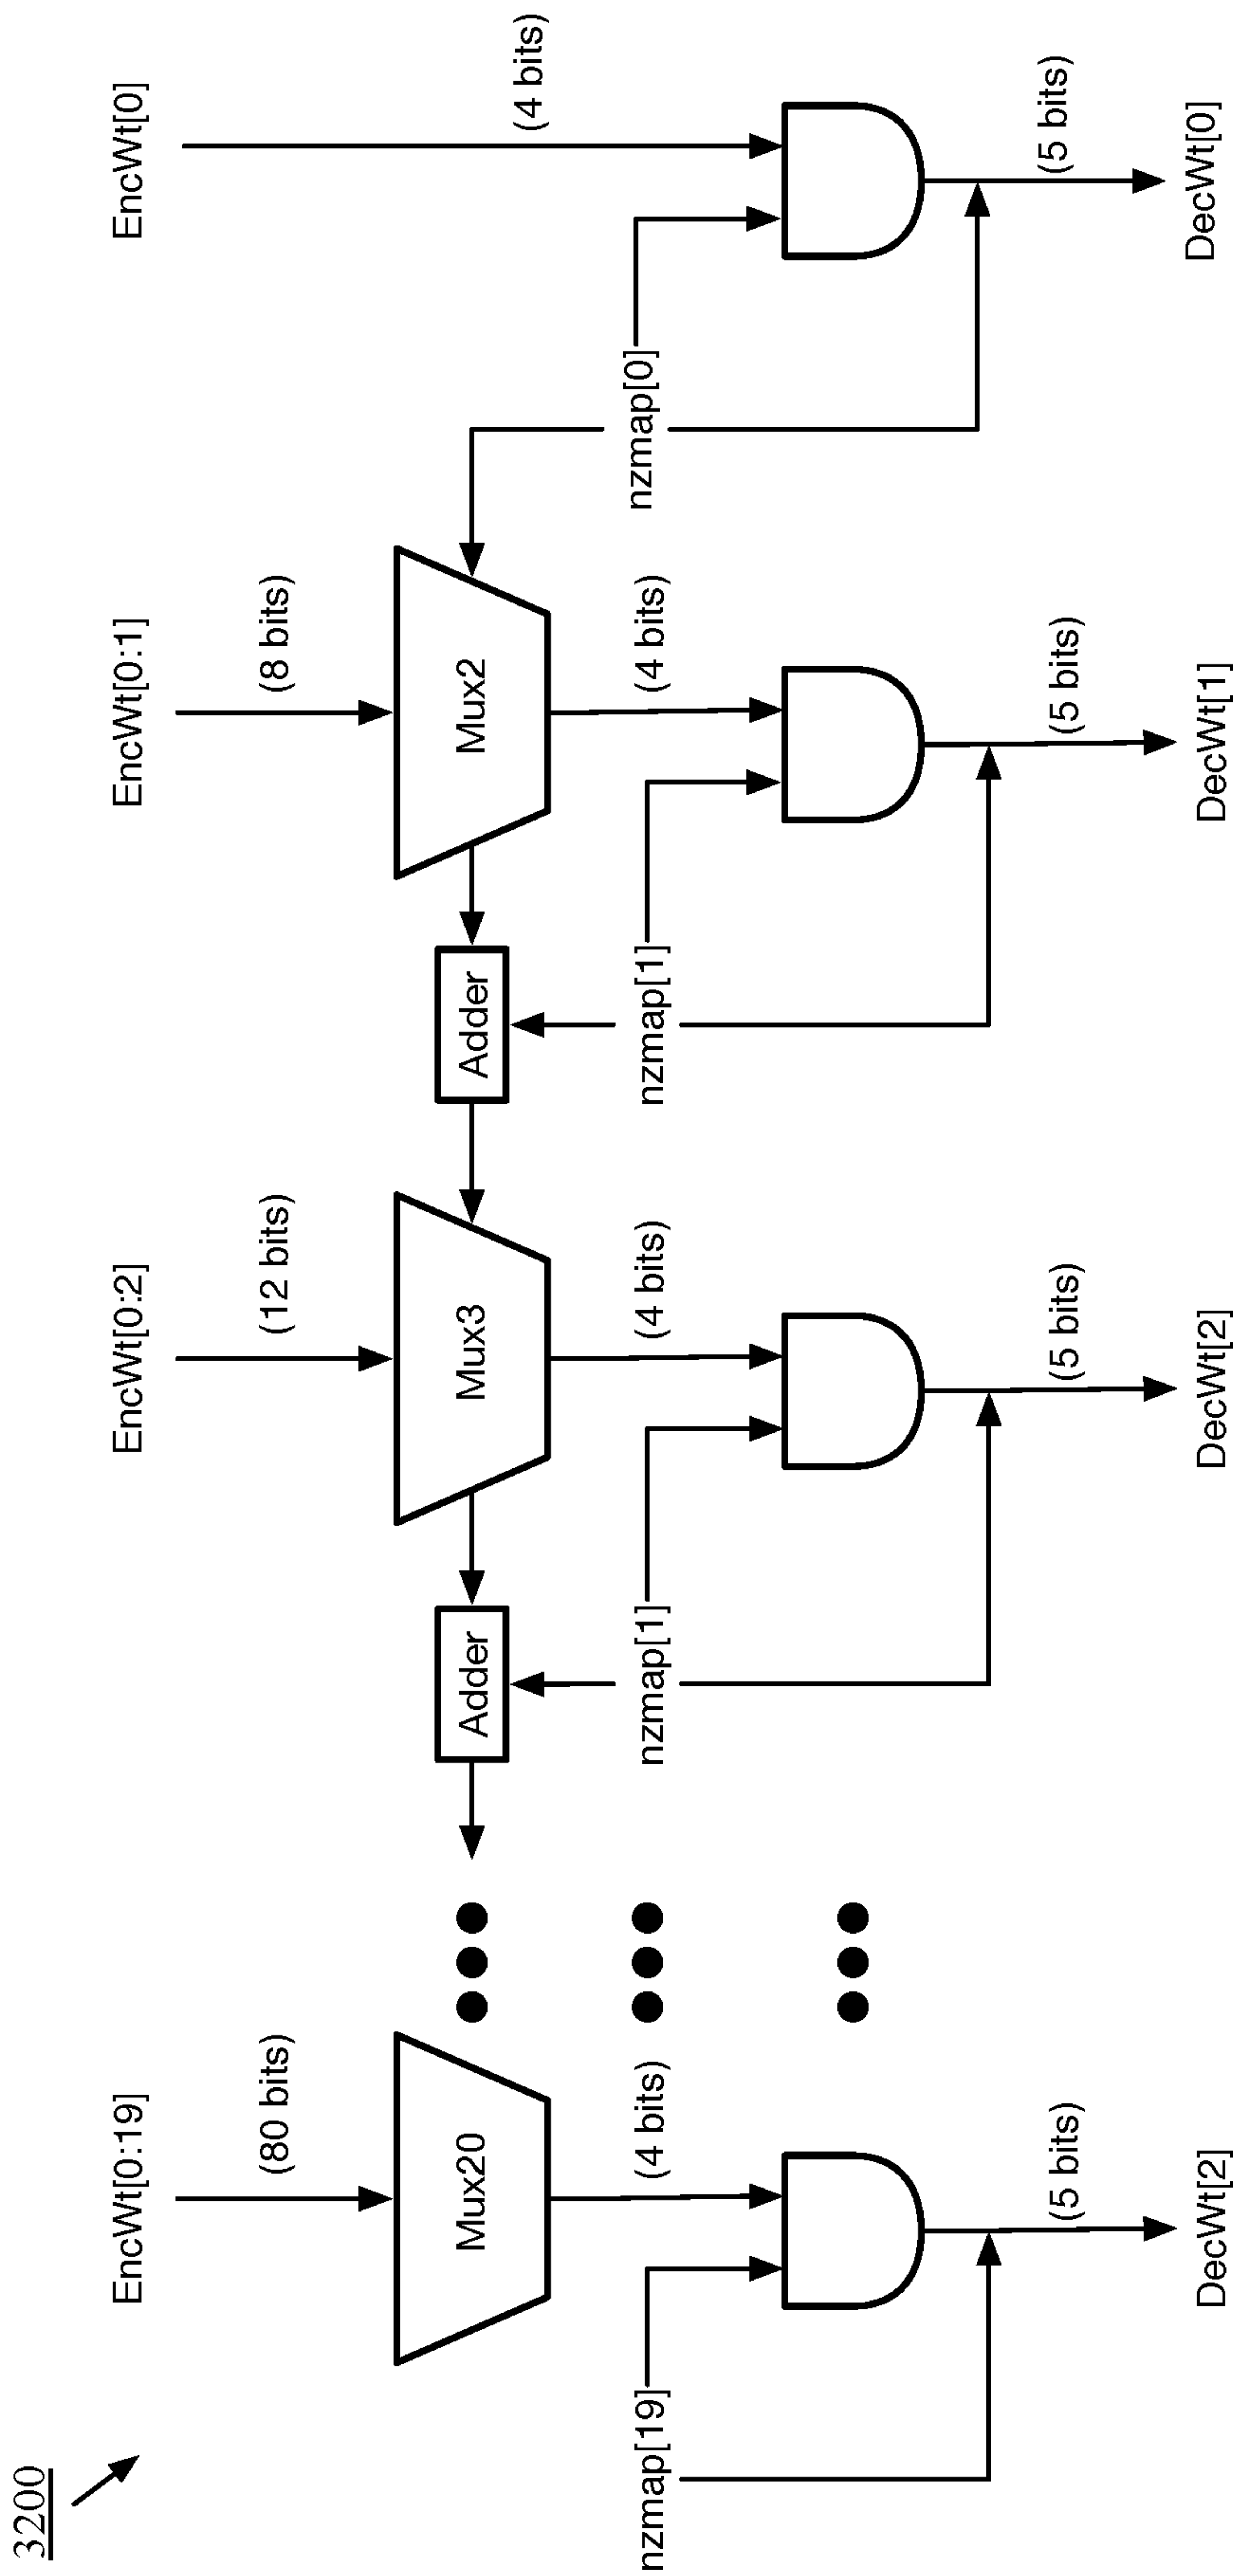 3200
EncWt[0:19]
EncWt[0:2]
EncWt[0:1]
EncWt[0]
(80 bits)
(12 bits)
(8 bits)
Mux20
Adder
Mux3
Adder
Mux2
(4 bits)
nzmap[19]
(4 bits)
nzmap[1]
(4 bits)
nzmap[1]
(4 bits)
nzmap[0]
(5 bits)
(5 bits)
(5 bits)
(5 bits)
DecWt[2]
DecWt[2]
DecWt[1]
DecWt[0]